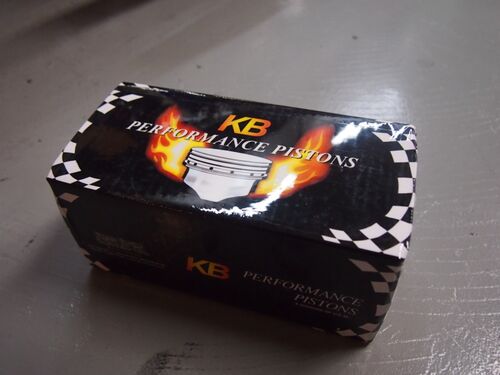 KB
PERFORMANCE PISTONS
KB
PERFORMANCE
PISTONS